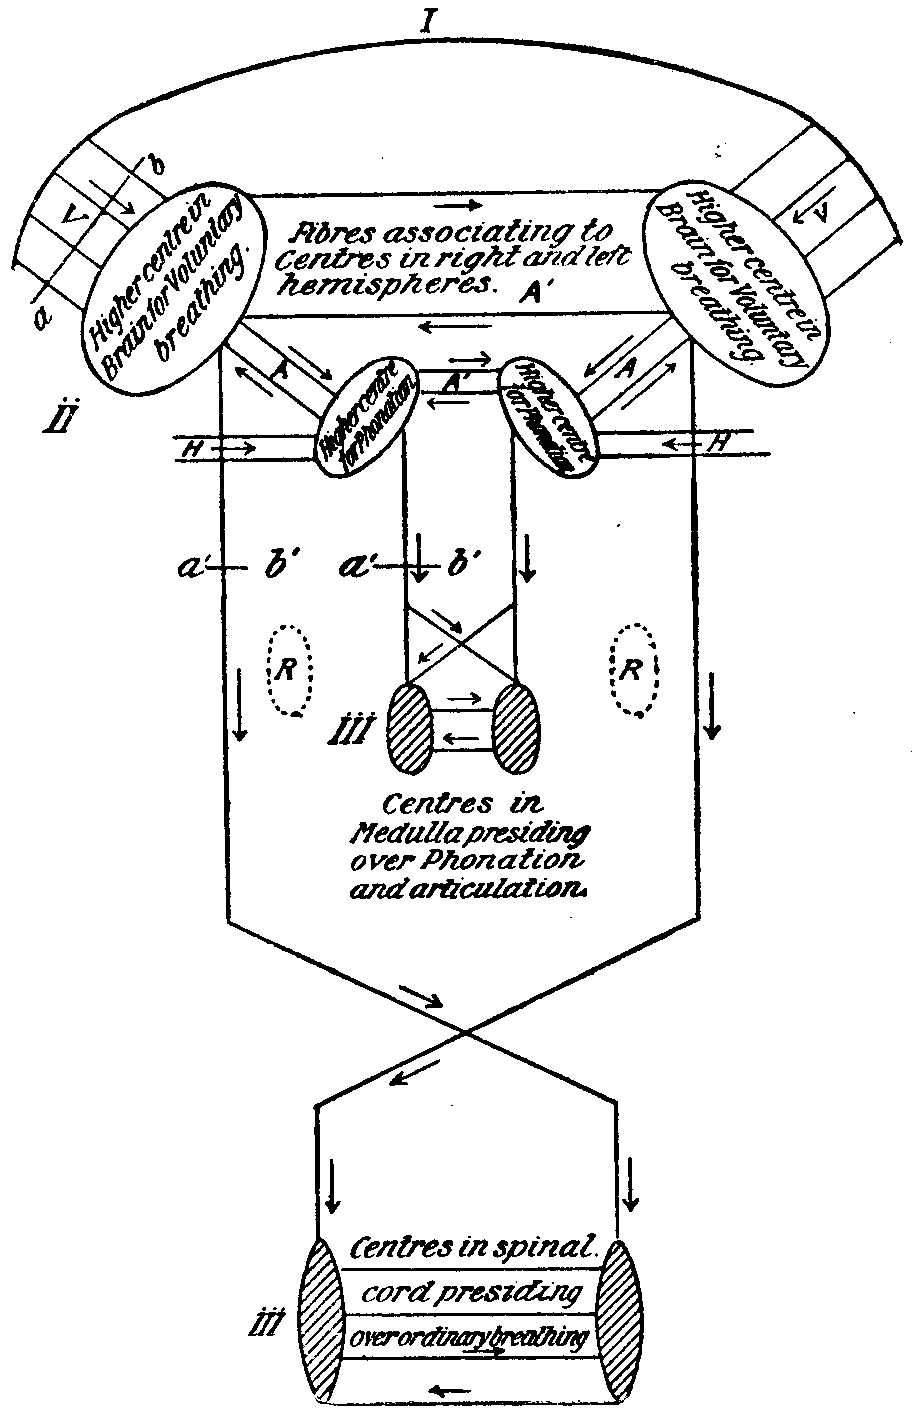 I
b
V
a
V
Higher centre in
Brain for Voluntary
breathing.
Fibres associating to
Centres in right and left
hemispheres. A'
Higher centre in
Brain for Voluntary
breathing.
ii
A
A'
A
Higher centre
for Phonation
Higher centre
for Phonation
H
H
a' b'
a' b'
R
R
iii
Centres in
Medulla presiding
over Phonation
and articulation.
Centres in spinal.
cord presiding
over ordinary breathing
iii